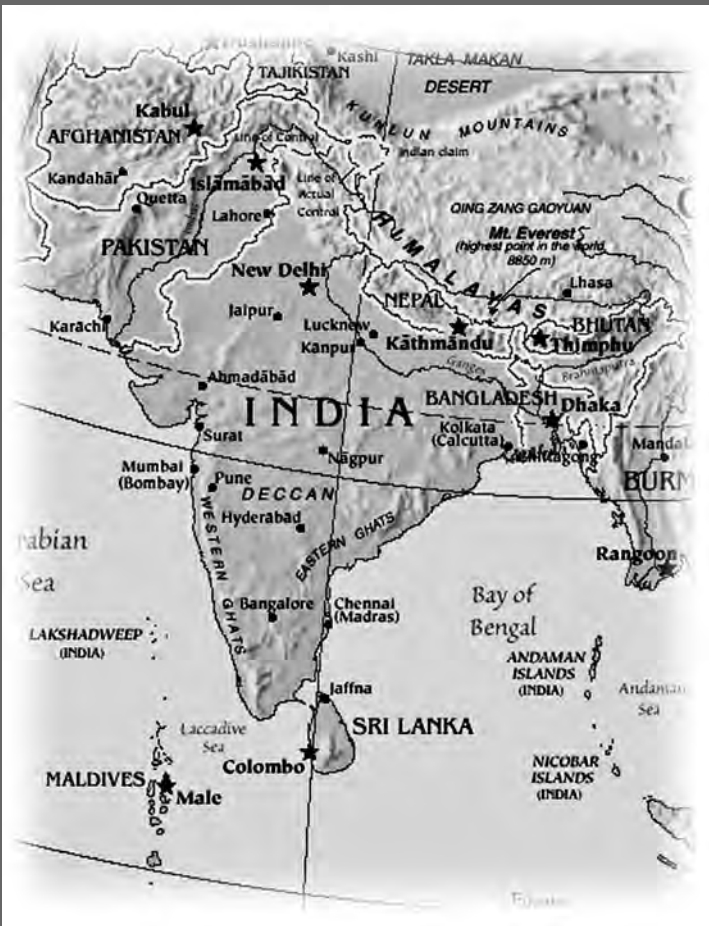 Kashi
TAKLA MAKAN
TAJIKISTAN
DESERT
Kabul
KUNLUN MOUNTAINS
AFGHANISTAN
Line of Control
Indian claim
Kandahār
Islāmābād
Line of
Actual
Control
Quetta
Lahore
QING ZANG GAOYUAN
PAKISTAN
HIMALAYAS
Mt. Everest
(highest point in the world,
8850 m)
New Delhi
Lhasa
NEPAL
Jaipur
Lucknow
BHUTAN
Karāchi
Kānpur
Kāthmāndu
Thimphu
Ganges
Brahmaputra
Ahmadābād
BANGLADESH
Dhaka
INDIA
Kolkata
(Calcutta)
Surat
Nāgpur
Chittagong
Mumbai
(Bombay)
Pune
DECCAN
Hyderābād
WESTERN GHATS
EASTERN GHATS
Rangoon
Sea
Bay of
Bengal
Bangalore
Chennai
(Madras)
LAKSHADWEEP
(INDIA)
ANDAMAN
ISLANDS
(INDIA)
Jaffna
Sea
Laccadive
Sea
SRI LANKA
Colombo
NICOBAR
ISLANDS
(INDIA)
MALDIVES
Male